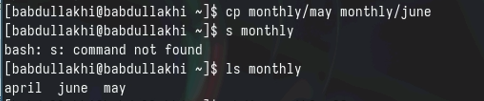 [babdullakhi@babdullakhi ~]$ cp monthly/may monthly/june
[babdullakhi@babdullakhi ~]$ s monthly
bash: s: command not found
[babdullakhi@babdullakhi ~]$ ls monthly
april  june  may